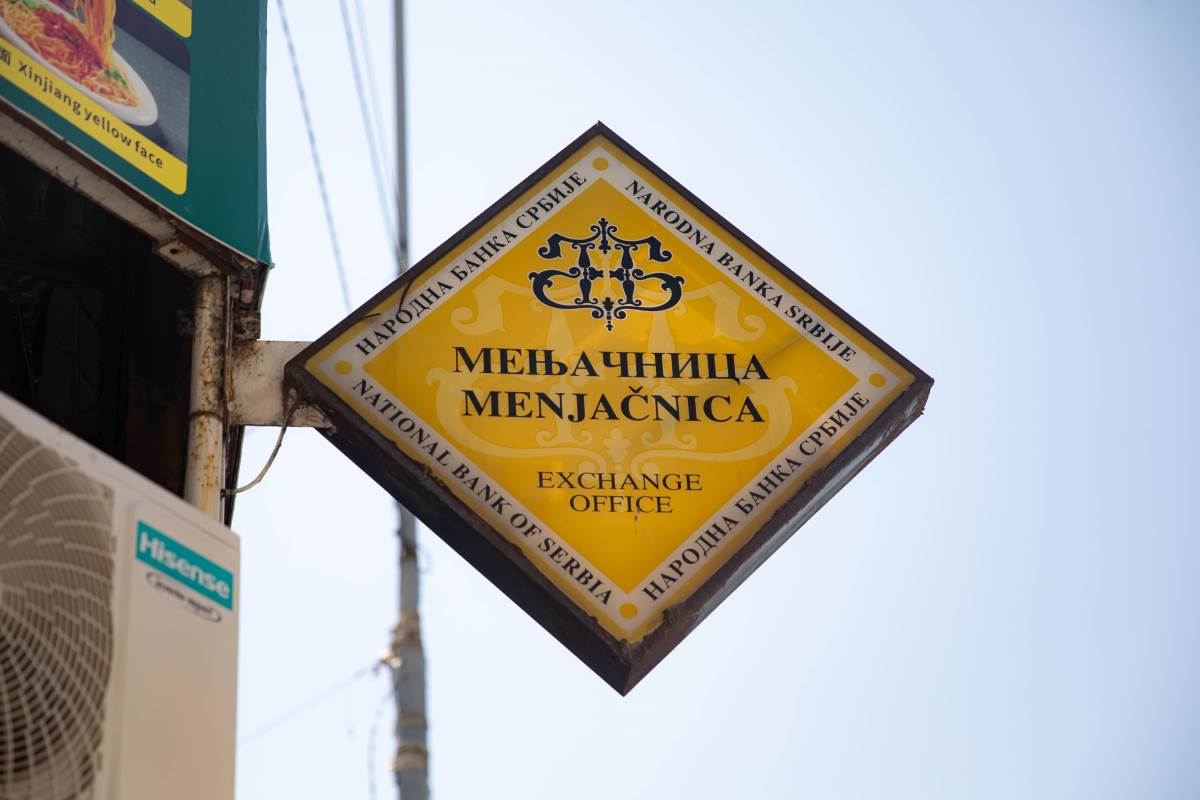 面 Xinjiang yellow face
НАРОДНА БАНКА СРБИЈЕ
NARODNA BANKA SRBIJE
МЕЊАЧНИЦА
MENJAČNICA
EXCHANGE
OFFICE
NATIONAL BANK OF SERBIA
НАРОДНА БАНКА СРБИЈЕ
Hisense